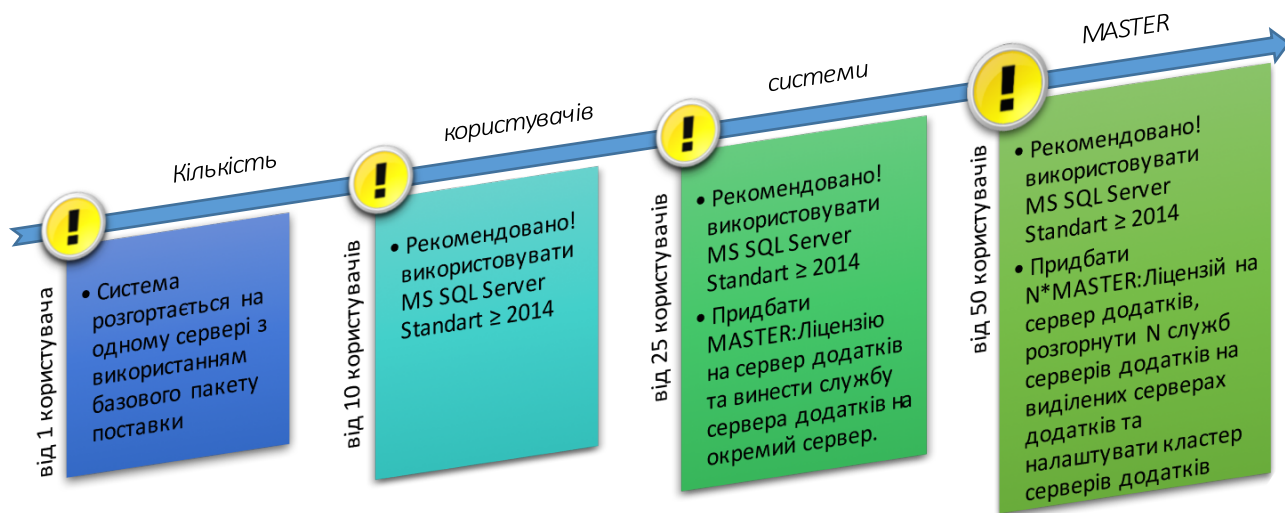 Кількість
користувачів
системи
MASTER
від 1 користувача
• Система
розгортається на
одному сервері з
використанням
базового пакету
поставки
від 10 користувачів
• Рекомендовано!
використовувати
MS SQL Server
Standart ≥ 2014
від 25 користувачів
• Рекомендовано!
використовувати
MS SQL Server
Standart ≥ 2014
• Придбати
MASTER:Ліцензію
на сервер додатків
та винести службу
сервера додатків на
окремий сервер.
від 50 користувачів
• Рекомендовано!
використовувати
MS SQL Server
Standart ≥ 2014
• Придбати
N*MASTER:Ліцензій на
сервер додатків,
розгорнути N служб
серверів додатків на
виділених серверах
додатків та
налаштувати кластер
серверів додатків